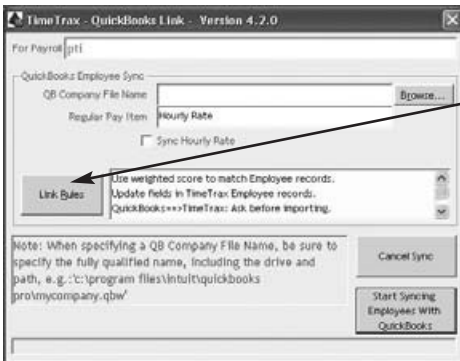 TimeTrax - QuickBooks Link - Version 4.2.0
For Payroll pti
QuickBooks Employee Sync
QB Company File Name Browse...
Regular Pay Item Hourly Rate
Sync Hourly Rate
Link Rules
Use weighted score to match Employee records.
Update fields in TimeTrax Employee records.
QuickBooks==>TimeTrax: Ask before importing.
Note: When specifying a QB Company File Name, be sure to
specify the fully qualified name, including the drive and
path, e.g.:'c:\program files\intuit\quickbooks
pro\mycompany.qbw'
Cancel Sync
Start Syncing
Employees With
QuickBooks